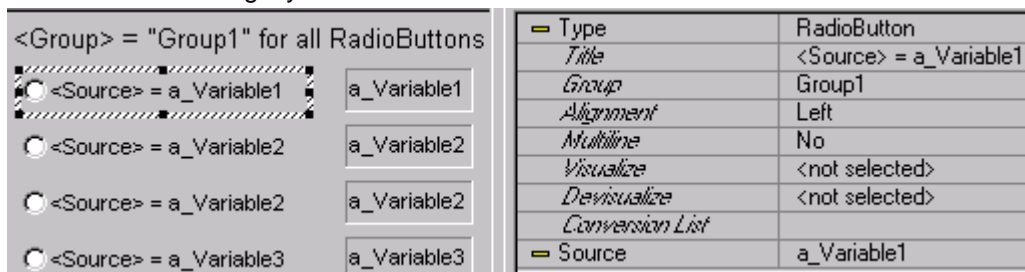 <Group> = "Group1" for all RadioButtons
<Source> = a_Variable1 a_Variable1
<Source> = a_Variable2 a_Variable2
<Source> = a_Variable2 a_Variable2
<Source> = a_Variable3 a_Variable3
Type RadioButton
Title <Source> = a_Variable1
Group Group1
Alignment Left
Multiline No
Visualize <not selected>
Devisualize <not selected>
Conversion List
Source a_Variable1